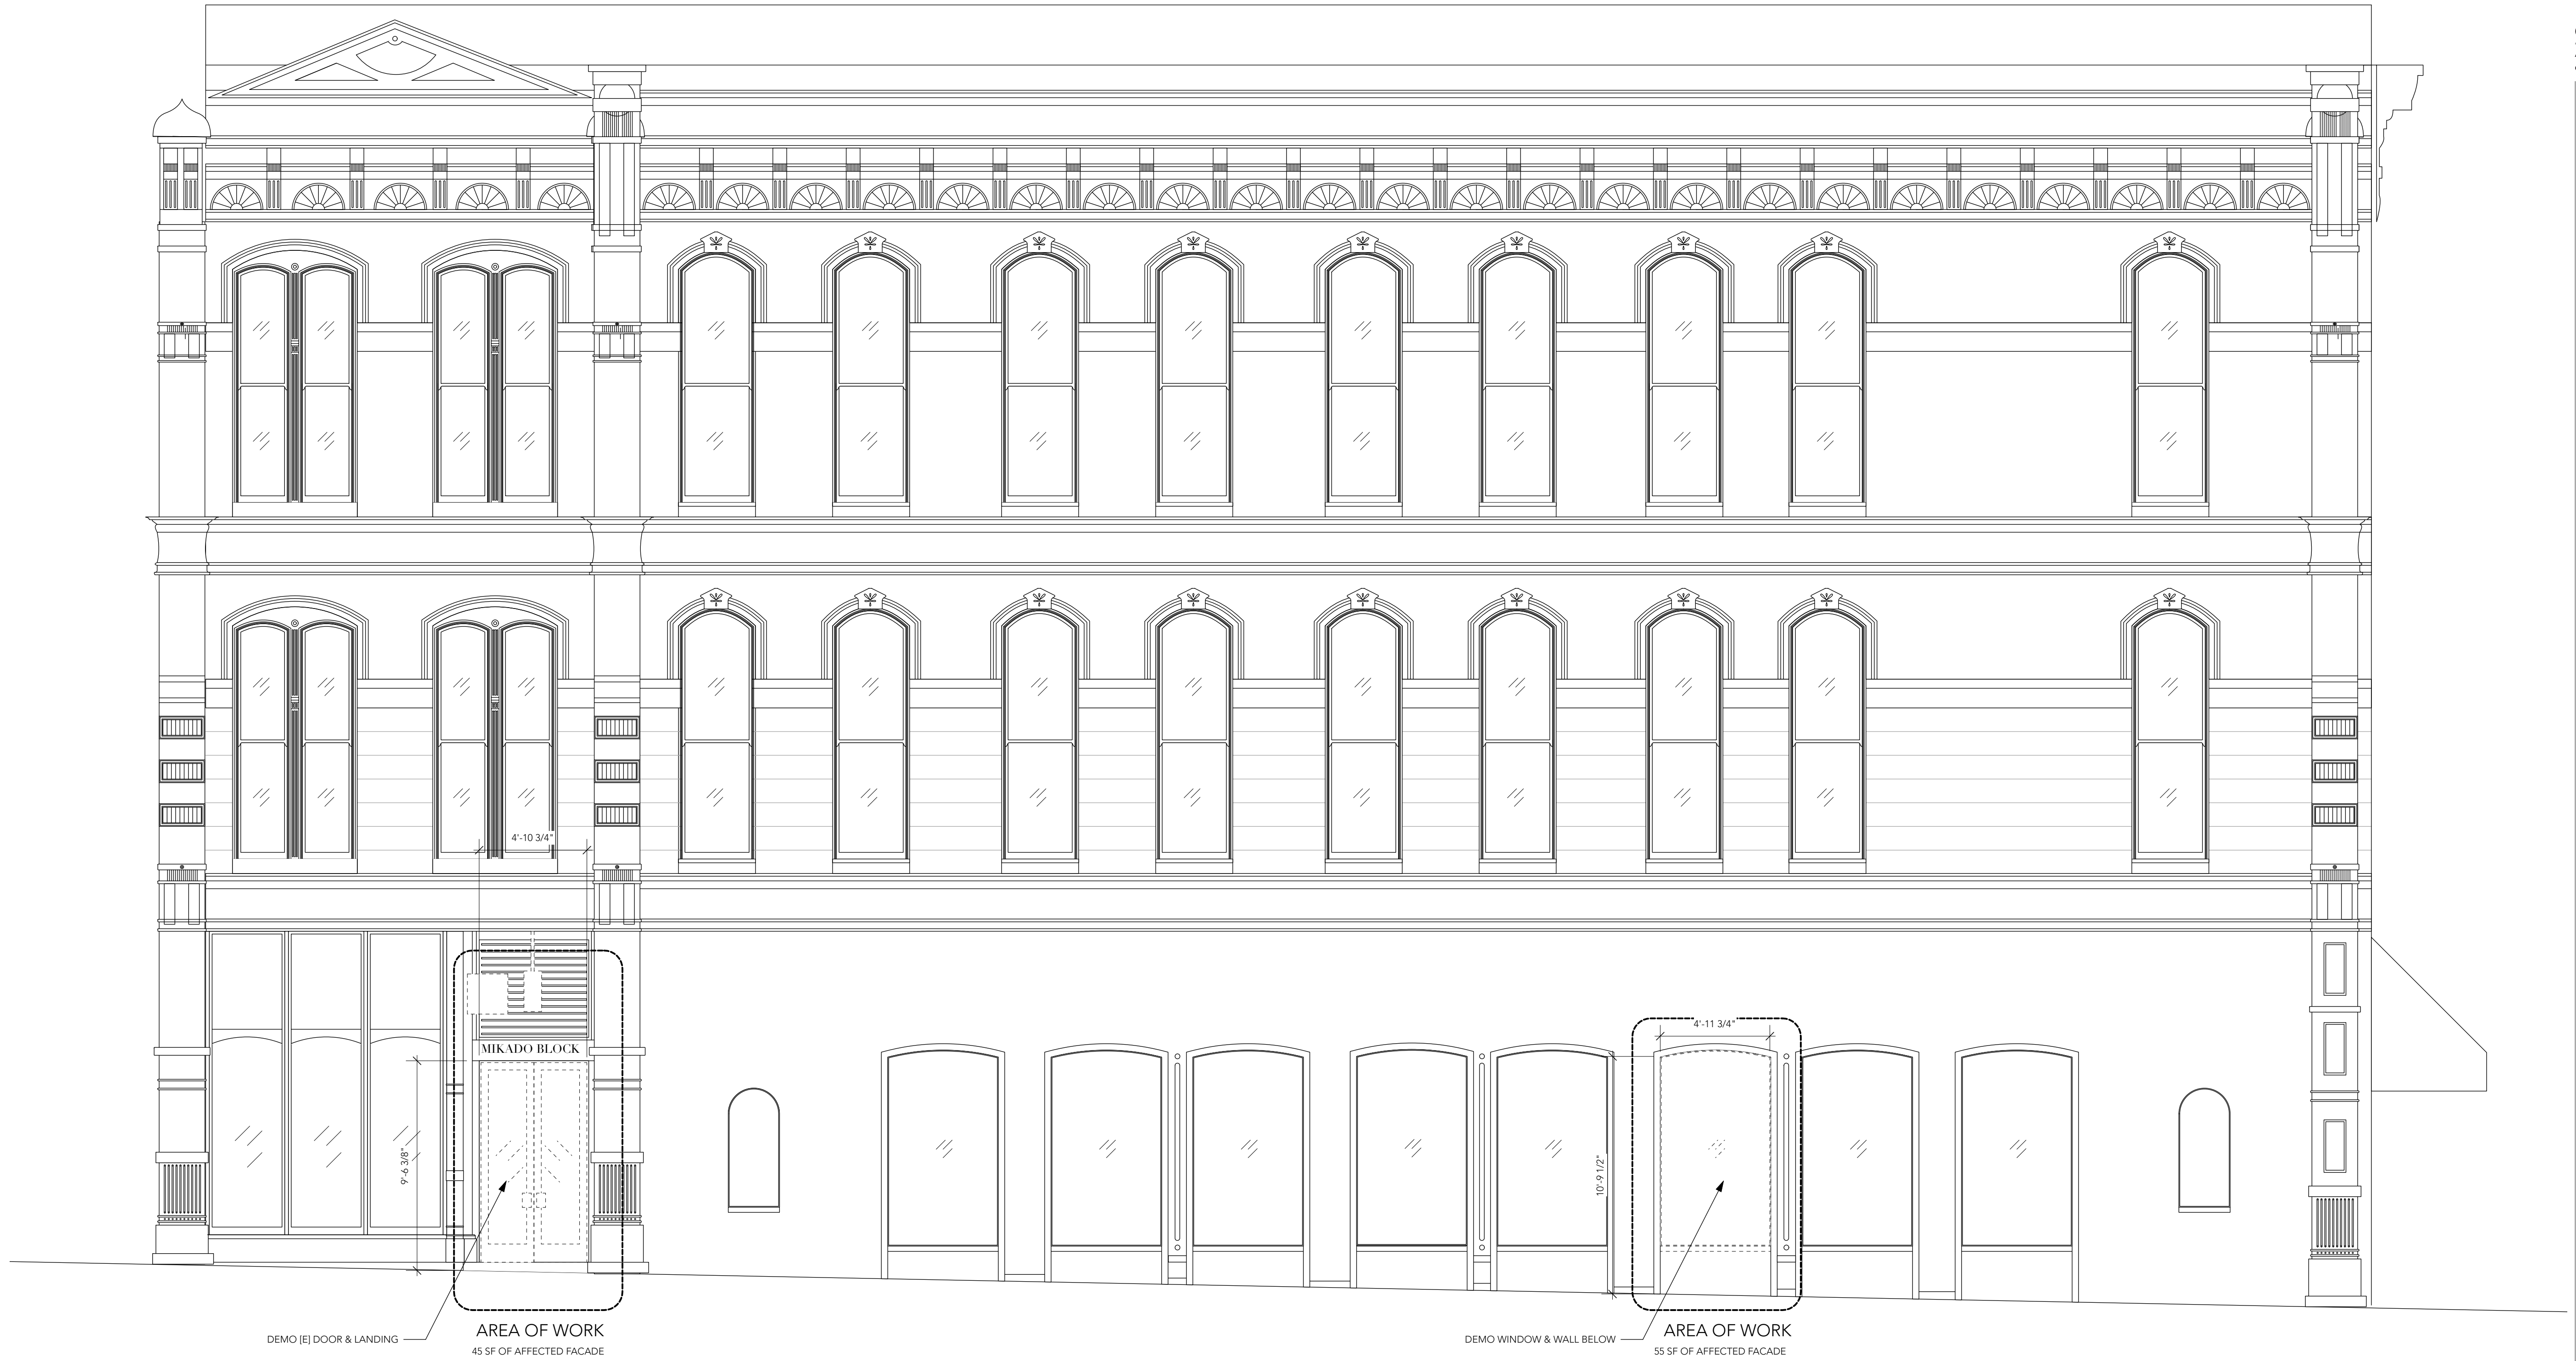 4'-10 3/4"
MIKADO BLOCK
4'-11 3/4"
9'-6 3/8"
10'-9 1/2"
DEMO [E] DOOR & LANDING
AREA OF WORK
45 SF OF AFFECTED FACADE
DEMO WINDOW & WALL BELOW
AREA OF WORK
55 SF OF AFFECTED FACADE